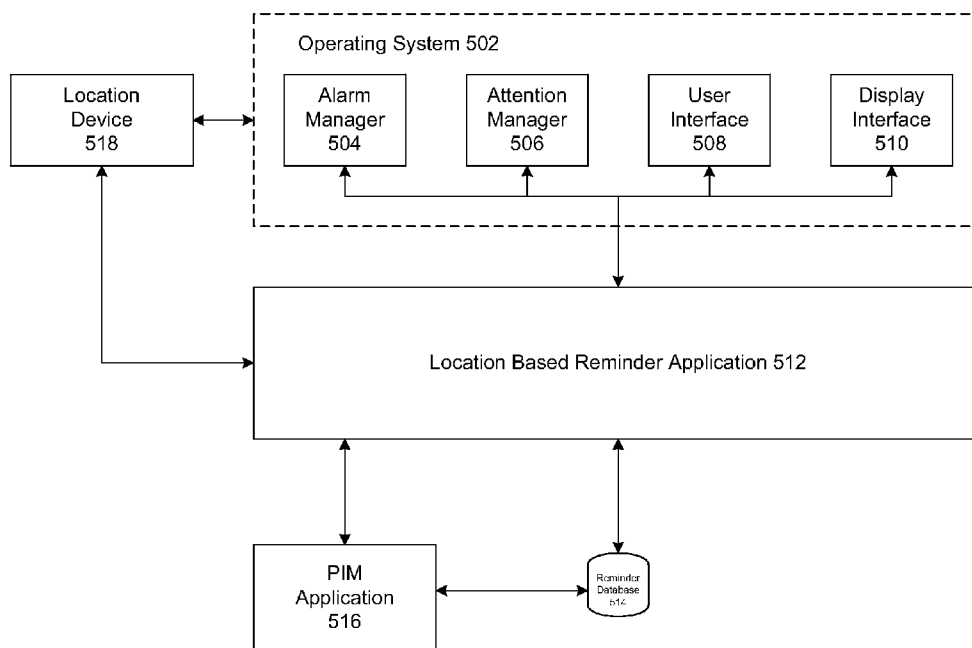 Operating System 502
Location
Device
518
Alarm
Manager
504
Attention
Manager
506
User
Interface
508
Display
Interface
510
Location Based Reminder Application 512
PIM
Application
516
Reminder
Database
514